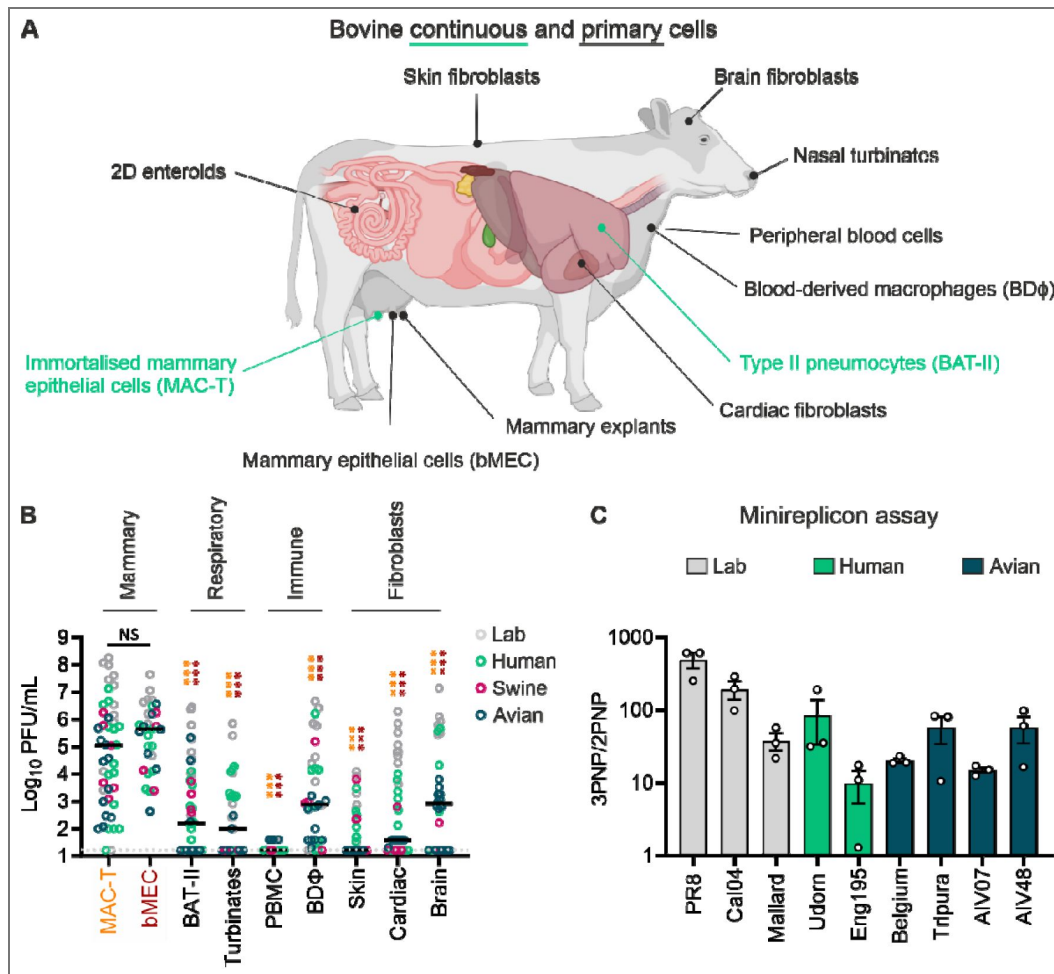 A
Bovine continuous and primary cells
Skin fibroblasts
Brain fibroblasts
2D enteroids
Nasal turbinates
Peripheral blood cells
Blood-derived macrophages (BDϕ)
Immortalised mammary
epithelial cells (MAC-T)
Type II pneumocytes (BAT-II)
Cardiac fibroblasts
Mammary explants
Mammary epithelial cells (bMEC)
B
Mammary
Respiratory
Immune
Fibroblasts
NS
***
***
***
***
***
***
***
***
***
***
***
***
***
***
Lab
Human
Swine
Avian
Log10 PFU/mL
9
8
7
6
5
4
3
2
1
MAC-T
bMEC
BAT-II
Turbinates
PBMC
BDϕ
Skin
Cardiac
Brain
C
Minireplicon assay
Lab
Human
Avian
3PNP/2PNP
1000
100
10
1
PR8
Cal04
Mallard
Udorn
Eng195
Belgium
Tripura
AIV07
AIV48